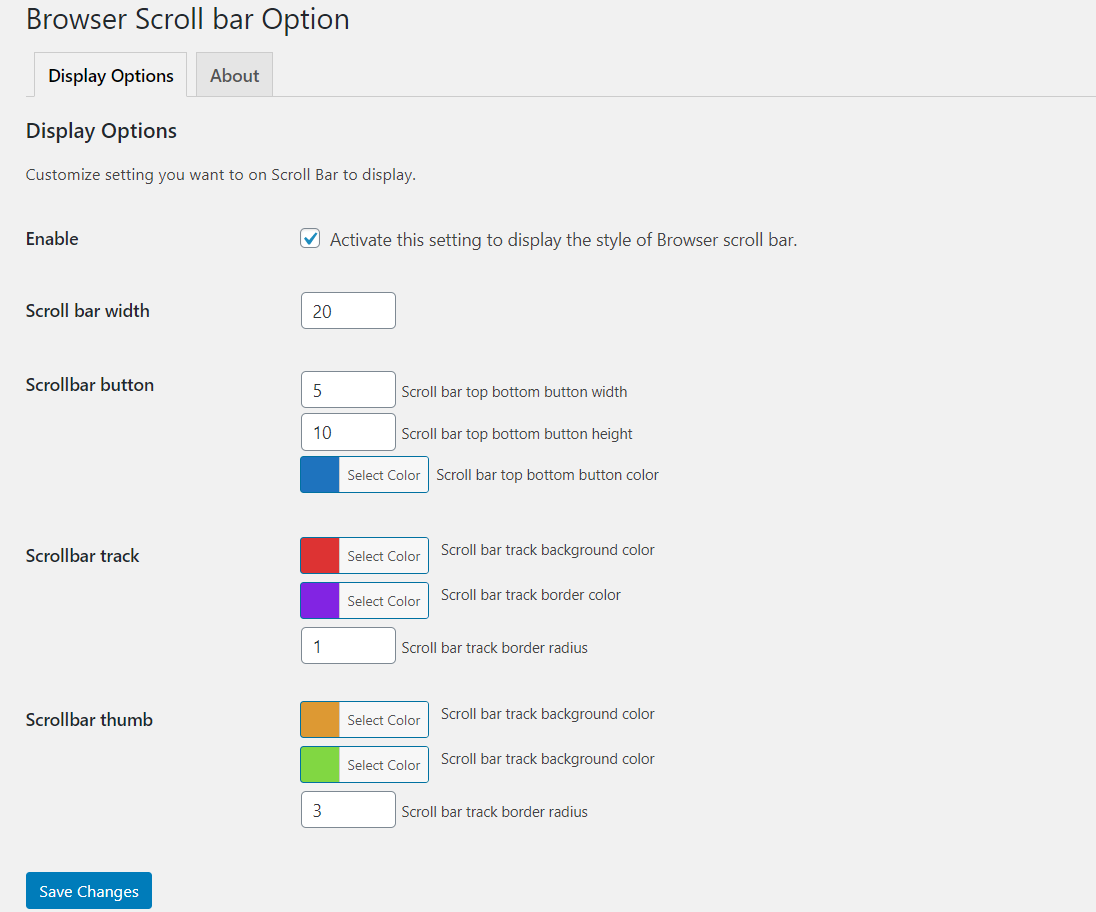 Browser Scroll bar Option
Display Options About
Display Options
Customize setting you want to on Scroll Bar to display.
Enable Activate this setting to display the style of Browser scroll bar.
Scroll bar width 20
Scrollbar button 5 Scroll bar top bottom button width
10 Scroll bar top bottom button height
Select Color Scroll bar top bottom button color
Scrollbar track Select Color Scroll bar track background color
Select Color Scroll bar track border color
1 Scroll bar track border radius
Scrollbar thumb Select Color Scroll bar track background color
Select Color Scroll bar track background color
3 Scroll bar track border radius
Save Changes